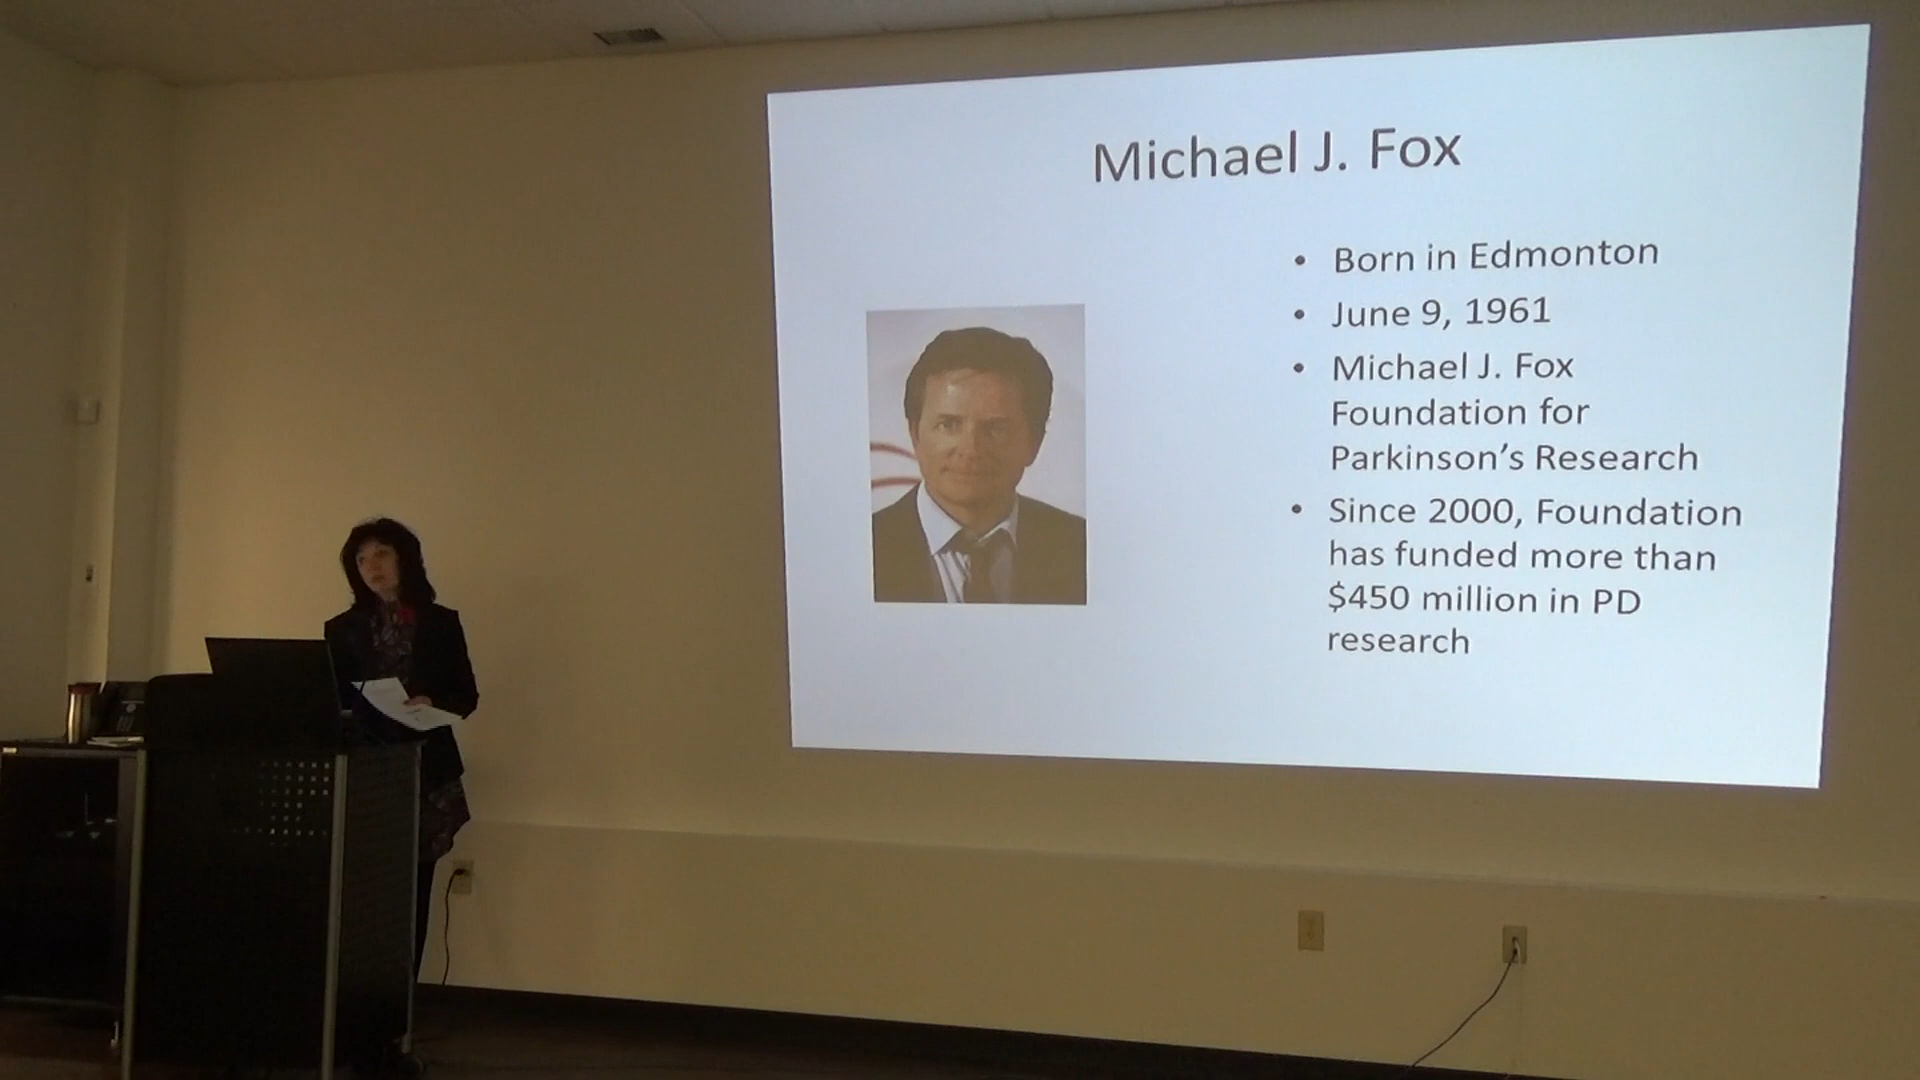 Michael J. Fox
• Born in Edmonton
• June 9, 1961
• Michael J. Fox
Foundation for
Parkinson's Research
• Since 2000, Foundation
has funded more than
$450 million in PD
research